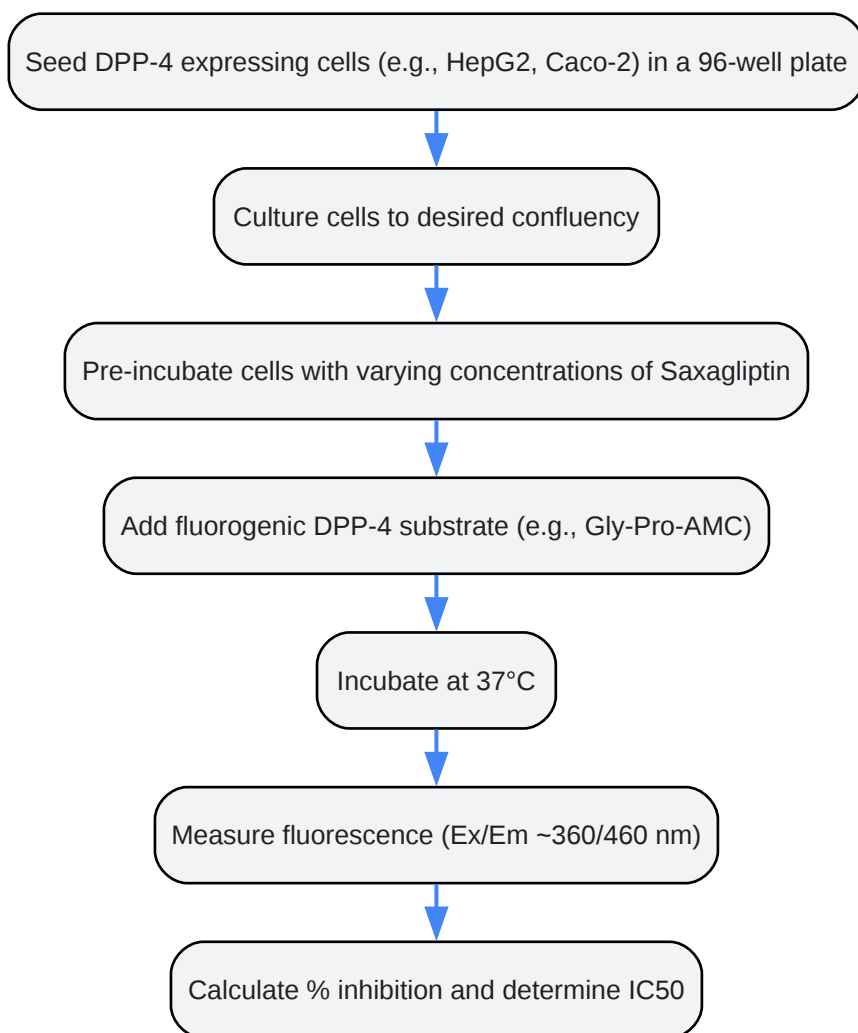 Seed DPP-4 expressing cells (e.g., HepG2, Caco-2) in a 96-well plate
Culture cells to desired confluency
Pre-incubate cells with varying concentrations of Saxagliptin
Add fluorogenic DPP-4 substrate (e.g., Gly-Pro-AMC)
Incubate at 37°C
Measure fluorescence (Ex/Em ~360/460 nm)
Calculate % inhibition and determine IC50